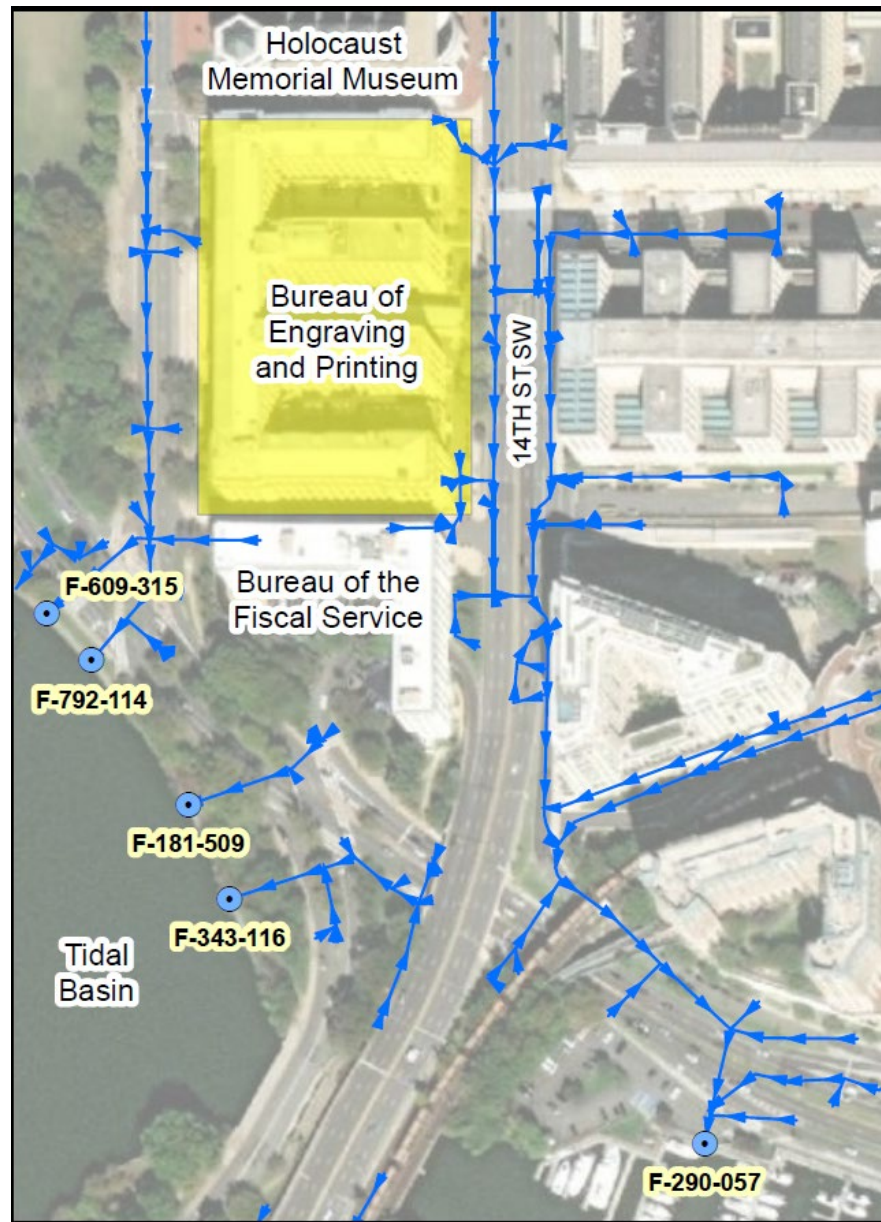 Holocaust
Memorial Museum
Bureau of
Engraving
and Printing
14TH ST SW
F-609-315
Bureau of the
Fiscal Service
F-792-114
F-181-509
F-343-116
Tidal
Basin
F-290-057